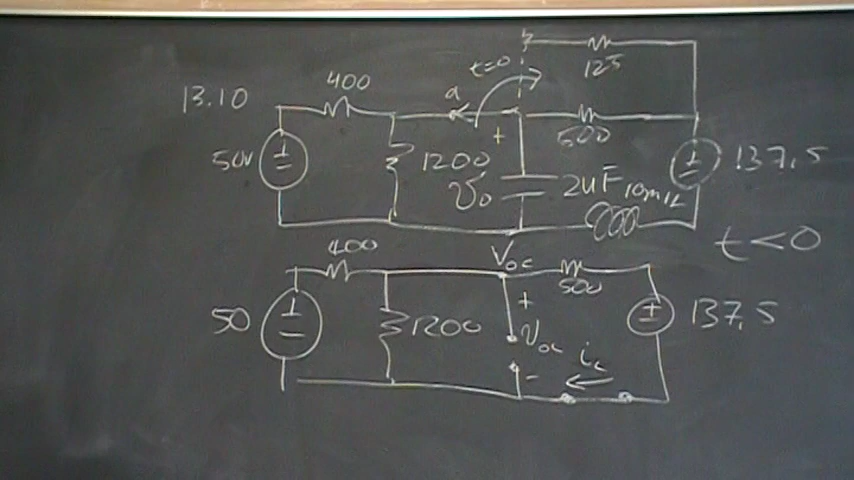 13.10
400
t=0
a
b
125
500
50V
±
1200
+
V₀
2uF
10mH
±
137.5
t<0
400
Voc
500
50
1200
+
Voc
-
±
137.5